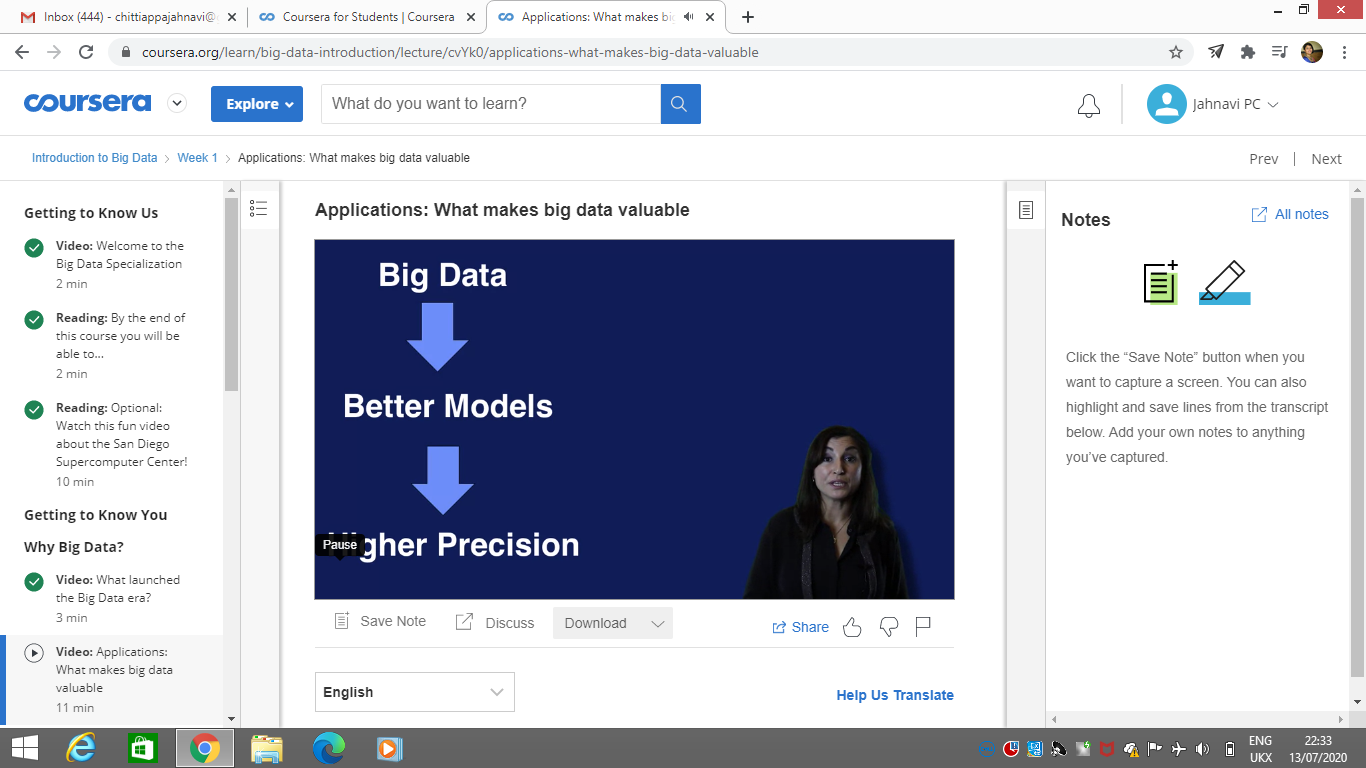 Inbox (444) - chittiappajahnavi@
Coursera for Students | Coursera
Applications: What makes bi
coursera.org/learn/big-data-introduction/lecture/cvYk0/applications-what-makes-big-data-valuable
coursera
Explore
What do you want to learn?
Jahnavi PC
Introduction to Big Data > Week 1 > Applications: What makes big data valuable
Prev | Next
Getting to Know Us
Video: Welcome to the
Big Data Specialization
2 min
Reading: By the end of
this course you will be
able to...
2 min
Reading: Optional:
Watch this fun video
about the San Diego
Supercomputer Center!
10 min
Getting to Know You
Why Big Data?
Video: What launched
the Big Data era?
3 min
Video: Applications:
What makes big data
valuable
11 min
Applications: What makes big data valuable
Big Data
Better Models
Higher Precision
Pause
Save Note
Discuss
Download
Share
English
Help Us Translate
Notes
All notes
Click the “Save Note” button when you
want to capture a screen. You can also
highlight and save lines from the transcript
below. Add your own notes to anything
you’ve captured.
ENG
UKX
22:33
13/07/2020